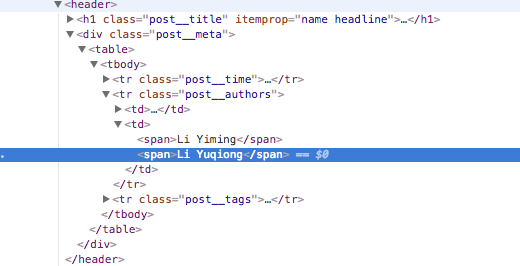 ▼<header>
▶<h1 class="post__title" itemprop="name headline">…</h1>
▼<div class="post__meta">
▼<table>
▼<tbody>
▶<tr class="post__time">…</tr>
▼<tr class="post__authors">
▶<td>…</td>
▼<td>
<span>Li Yiming</span>
<span>Li Yuqiong</span> == $0
</td>
</tr>
▶<tr class="post__tags">…</tr>
</tbody>
</table>
</div>
</header>